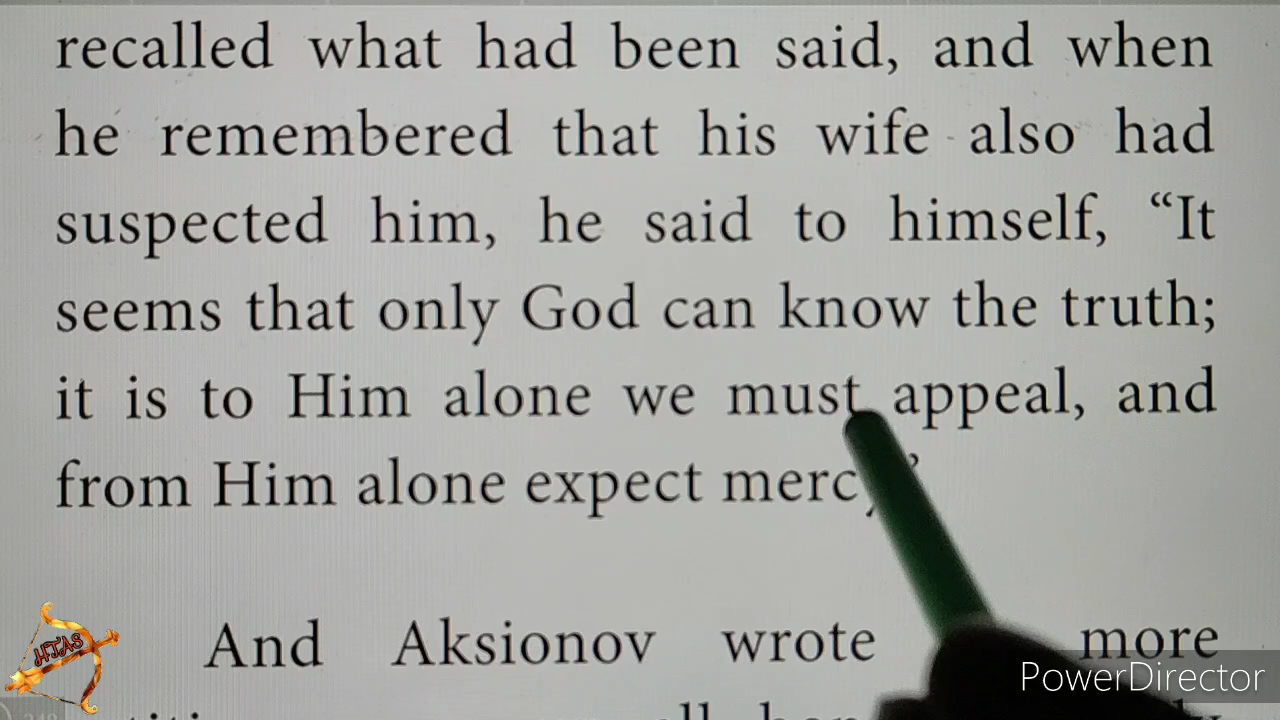 recalled what had been said, and when
he remembered that his wife also had
suspected him, he said to himself, “It
seems that only God can know the truth;
it is to Him alone we must appeal, and
from Him alone expect mercy
And Aksionov wrote more
HTAS
PowerDirector